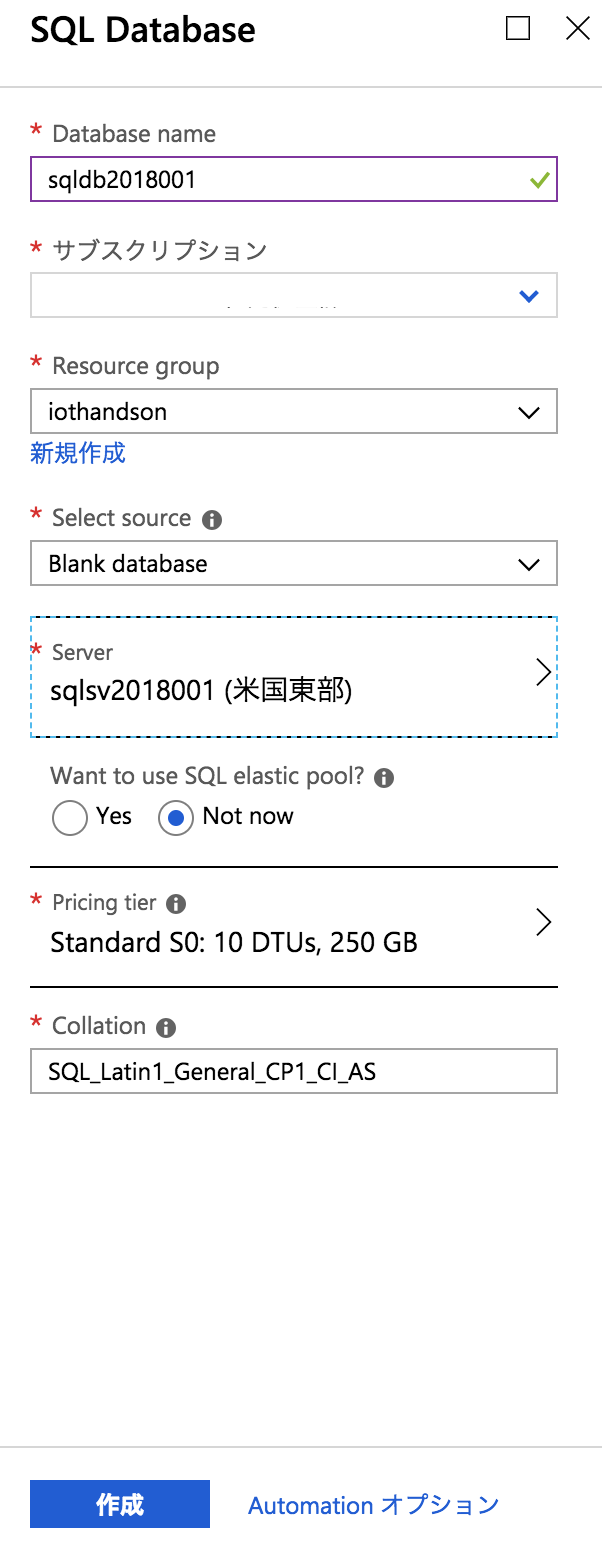 SQL Database
* Database name
sqldb2018001
* サブスクリプション
* Resource group
iothandson
新規作成
* Select source
Blank database
* Server
sqlsv2018001 (米国東部)
Want to use SQL elastic pool?
Yes Not now
* Pricing tier
Standard S0: 10 DTUs, 250 GB
* Collation
SQL_Latin1_General_CP1_CI_AS
作成 Automation オプション